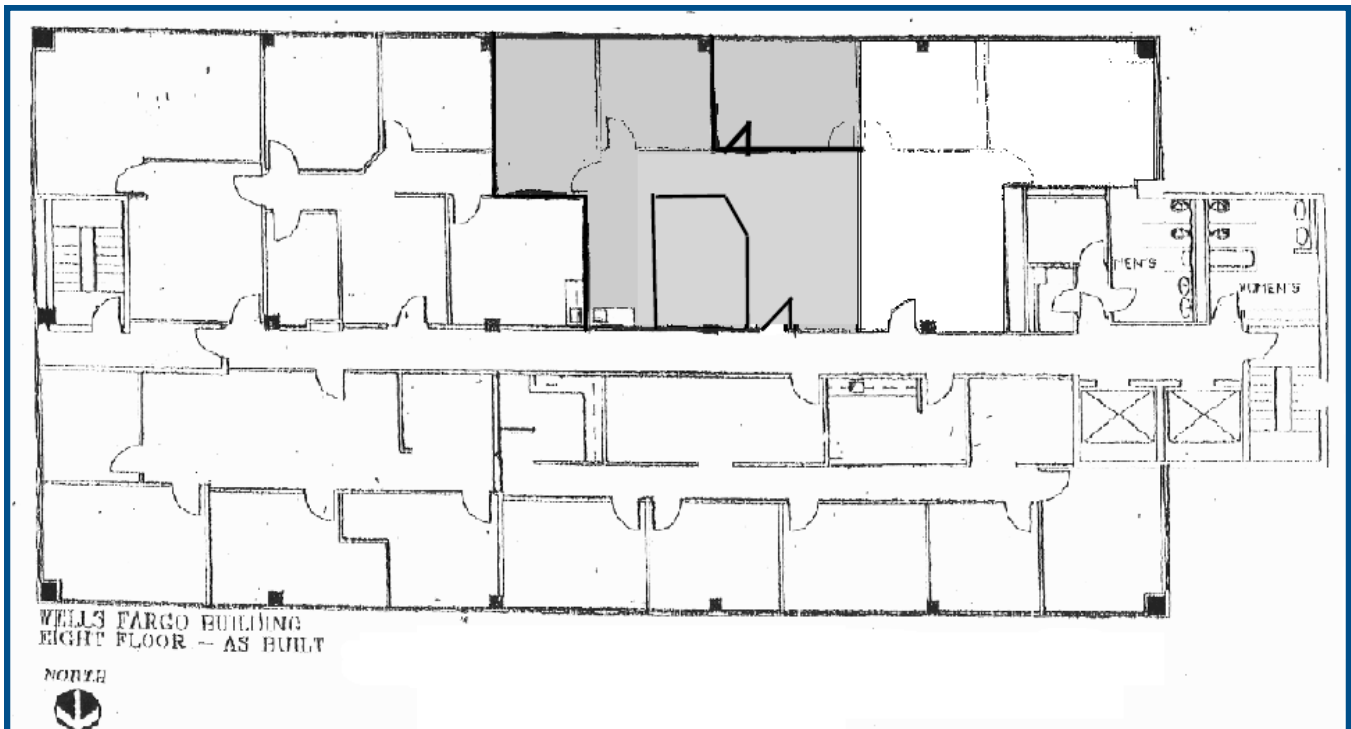 MEN'S
WOMEN'S
WELLS FARGO BUILDING
EIGHT FLOOR - AS BUILT
NORTH